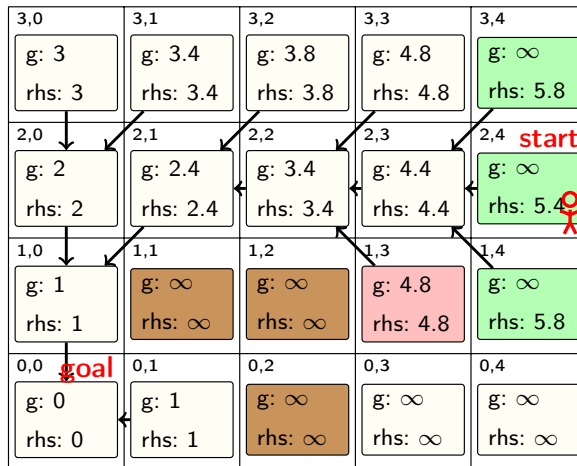 3,0 3,1 3,2 3,3 3,4
g: 3 g: 3.4 g: 3.8 g: 4.8 g: ∞
rhs: 3 rhs: 3.4 rhs: 3.8 rhs: 4.8 rhs: 5.8
2,0 2,1 2,2 2,3 2,4 start
g: 2 g: 2.4 g: 3.4 g: 4.4 g: ∞
rhs: 2 rhs: 2.4 rhs: 3.4 rhs: 4.4 rhs: 5.4
1,0 1,1 1,2 1,3 1,4
g: 1 g: ∞ g: ∞ g: 4.8 g: ∞
rhs: 1 rhs: ∞ rhs: ∞ rhs: 4.8 rhs: 5.8
0,0 goal 0,1 0,2 0,3 0,4
g: 0 g: 1 g: ∞ g: ∞ g: ∞
rhs: 0 rhs: 1 rhs: ∞ rhs: ∞ rhs: ∞